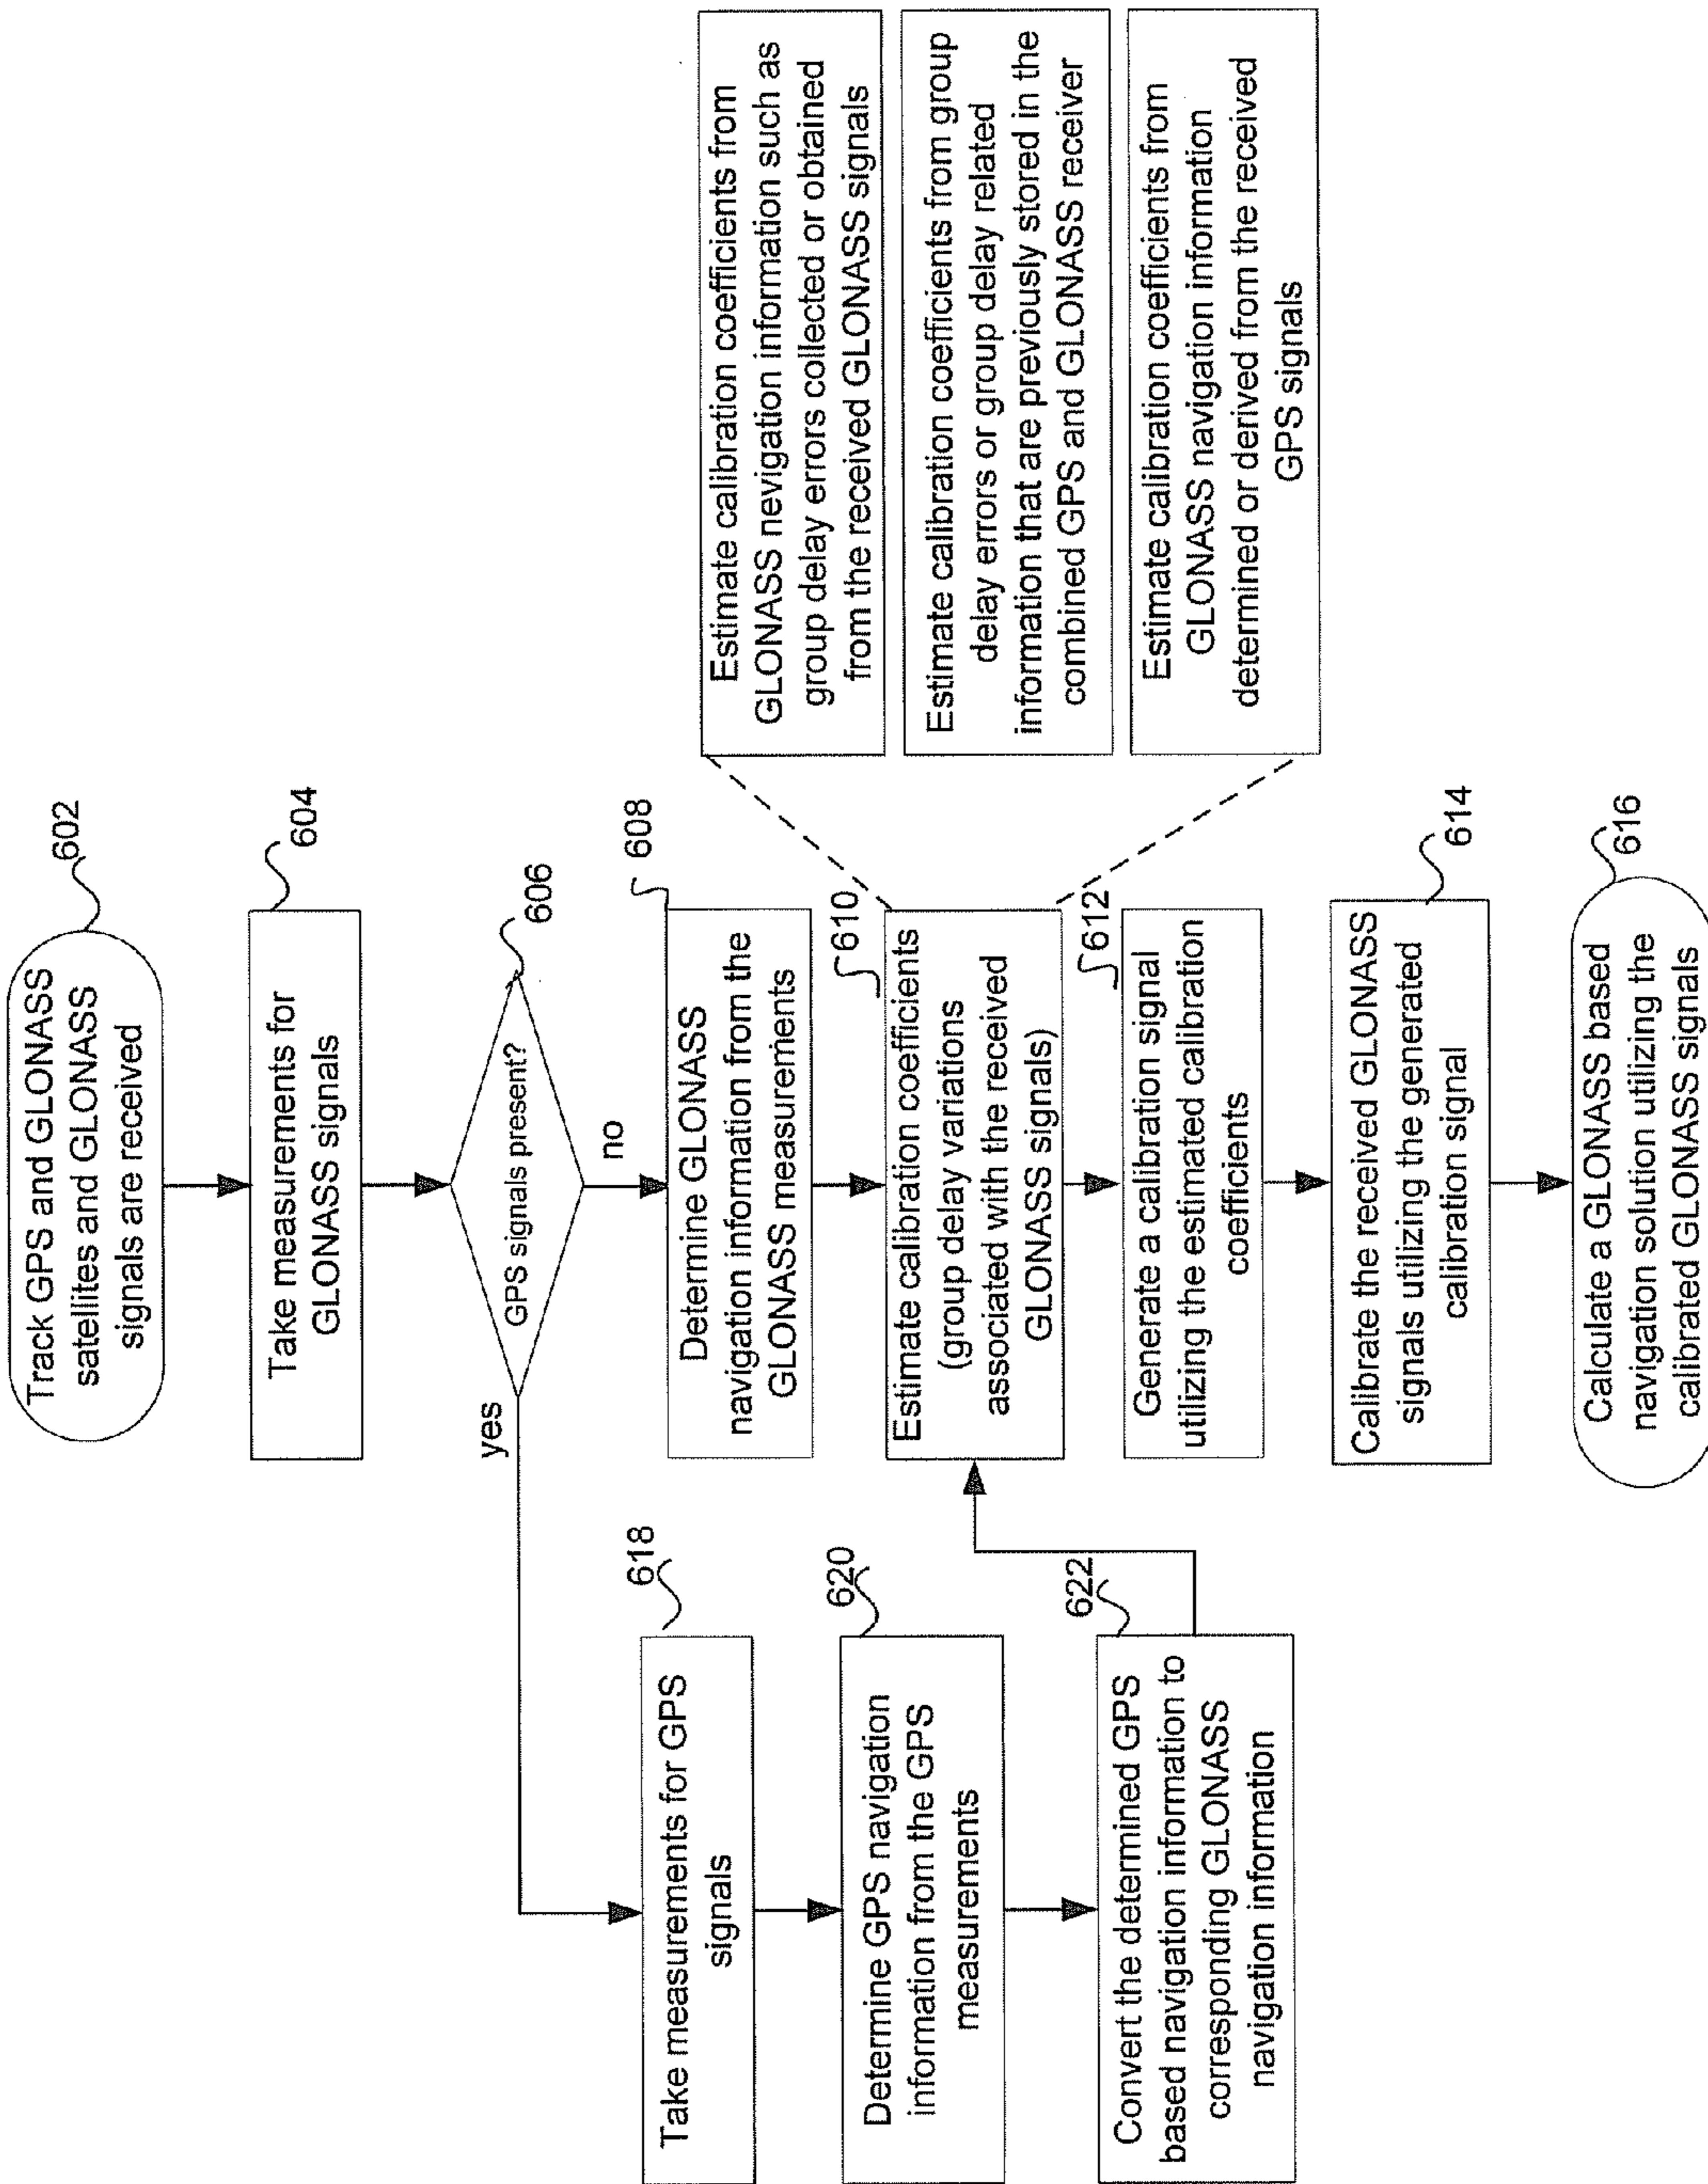 Track GPS and GLONASS
satellites and GLONASS
signals are received
602
Take measurements for
GLONASS signals
604
GPS signals present?
606
yes
no
Determine GLONASS
navigation information from the
GLONASS measurements
608
Estimate calibration coefficients
(group delay variations
associated with the received
GLONASS signals)
610
Generate a calibration signal
utilizing the estimated calibration
coefficients
612
Calibrate the received GLONASS
signals utilizing the generated
calibration signal
614
Calculate a GLONASS based
navigation solution utilizing the
calibrated GLONASS signals
616
Take measurements for GPS
signals
618
Determine GPS navigation
information from the GPS
measurements
620
Convert the determined GPS
based navigation information to
corresponding GLONASS
navigation information
622
Estimate calibration coefficients from
GLONASS nevigation information such as
group delay errors collected or obtained
from the received GLONASS signals
Estimate calibration coefficients from group
delay errors or group delay related
information that are previously stored in the
combined GPS and GLONASS receiver
Estimate calibration coefficients from
GLONASS navigation information
determined or derived from the received
GPS signals